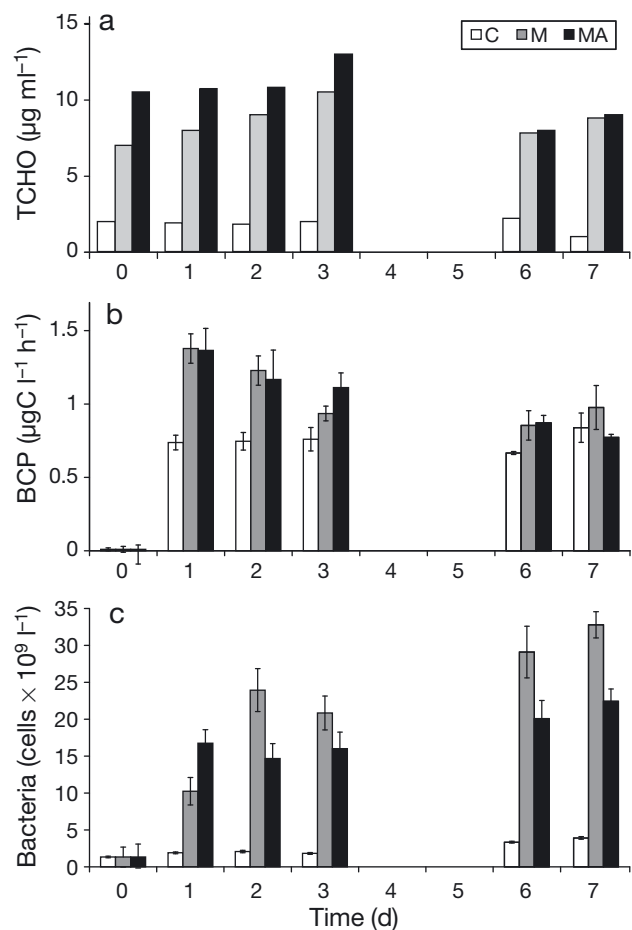 a
C M MA
TCHO (µg ml⁻¹)
15
10
5
0
0 1 2 3 4 5 6 7
b
BCP (µgC l⁻¹ h⁻¹)
1.5
1
0.5
0
0 1 2 3 4 5 6 7
c
Bacteria (cells × 10⁹ l⁻¹)
35
30
25
20
15
10
5
0
0 1 2 3 4 5 6 7
Time (d)